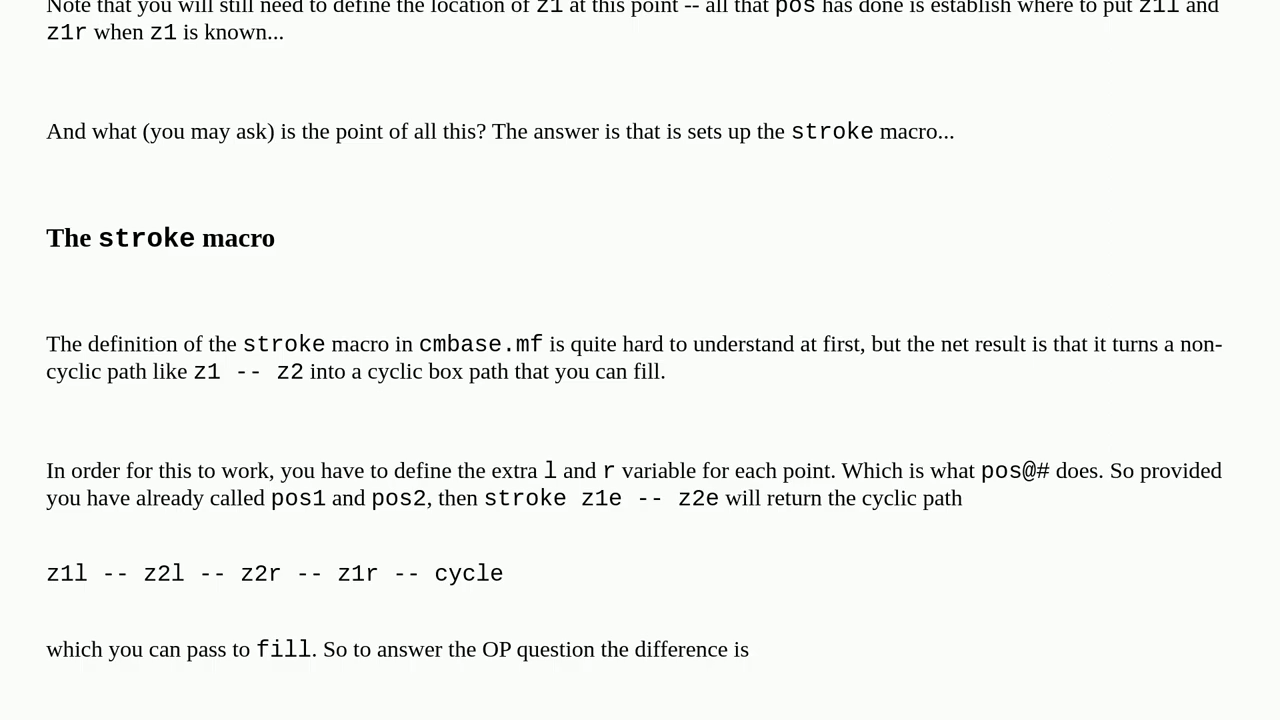 Note that you will still need to define the location of z1 at this point -- all that pos has done is establish where to put z1l and
z1r when z1 is known...
And what (you may ask) is the point of all this? The answer is that is sets up the stroke macro...
The stroke macro
The definition of the stroke macro in cmbase.mf is quite hard to understand at first, but the net result is that it turns a non-
cyclic path like z1 -- z2 into a cyclic box path that you can fill.
In order for this to work, you have to define the extra l and r variable for each point. Which is what pos@# does. So provided
you have already called pos1 and pos2, then stroke z1e -- z2e will return the cyclic path
z1l -- z2l -- z2r -- z1r -- cycle
which you can pass to fill. So to answer the OP question the difference is